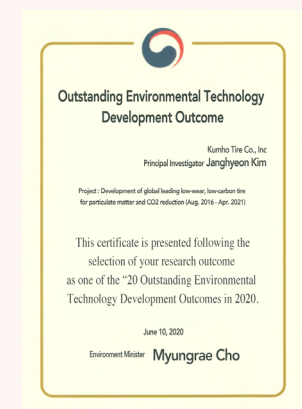 Outstanding Environmental Technology
Development Outcome
Kumho Tire Co., Inc
Principal Investigator Janghyeon Kim
Project : Development of global leading low-wear, low-carbon tire
for particulate matter and CO2 reduction (Aug. 2016 - Apr. 2021)
This certificate is presented following the
selection of your research outcome
as one of the “20 Outstanding Environmental
Technology Development Outcomes in 2020.
June 10, 2020
Environment Minister Myungrae Cho